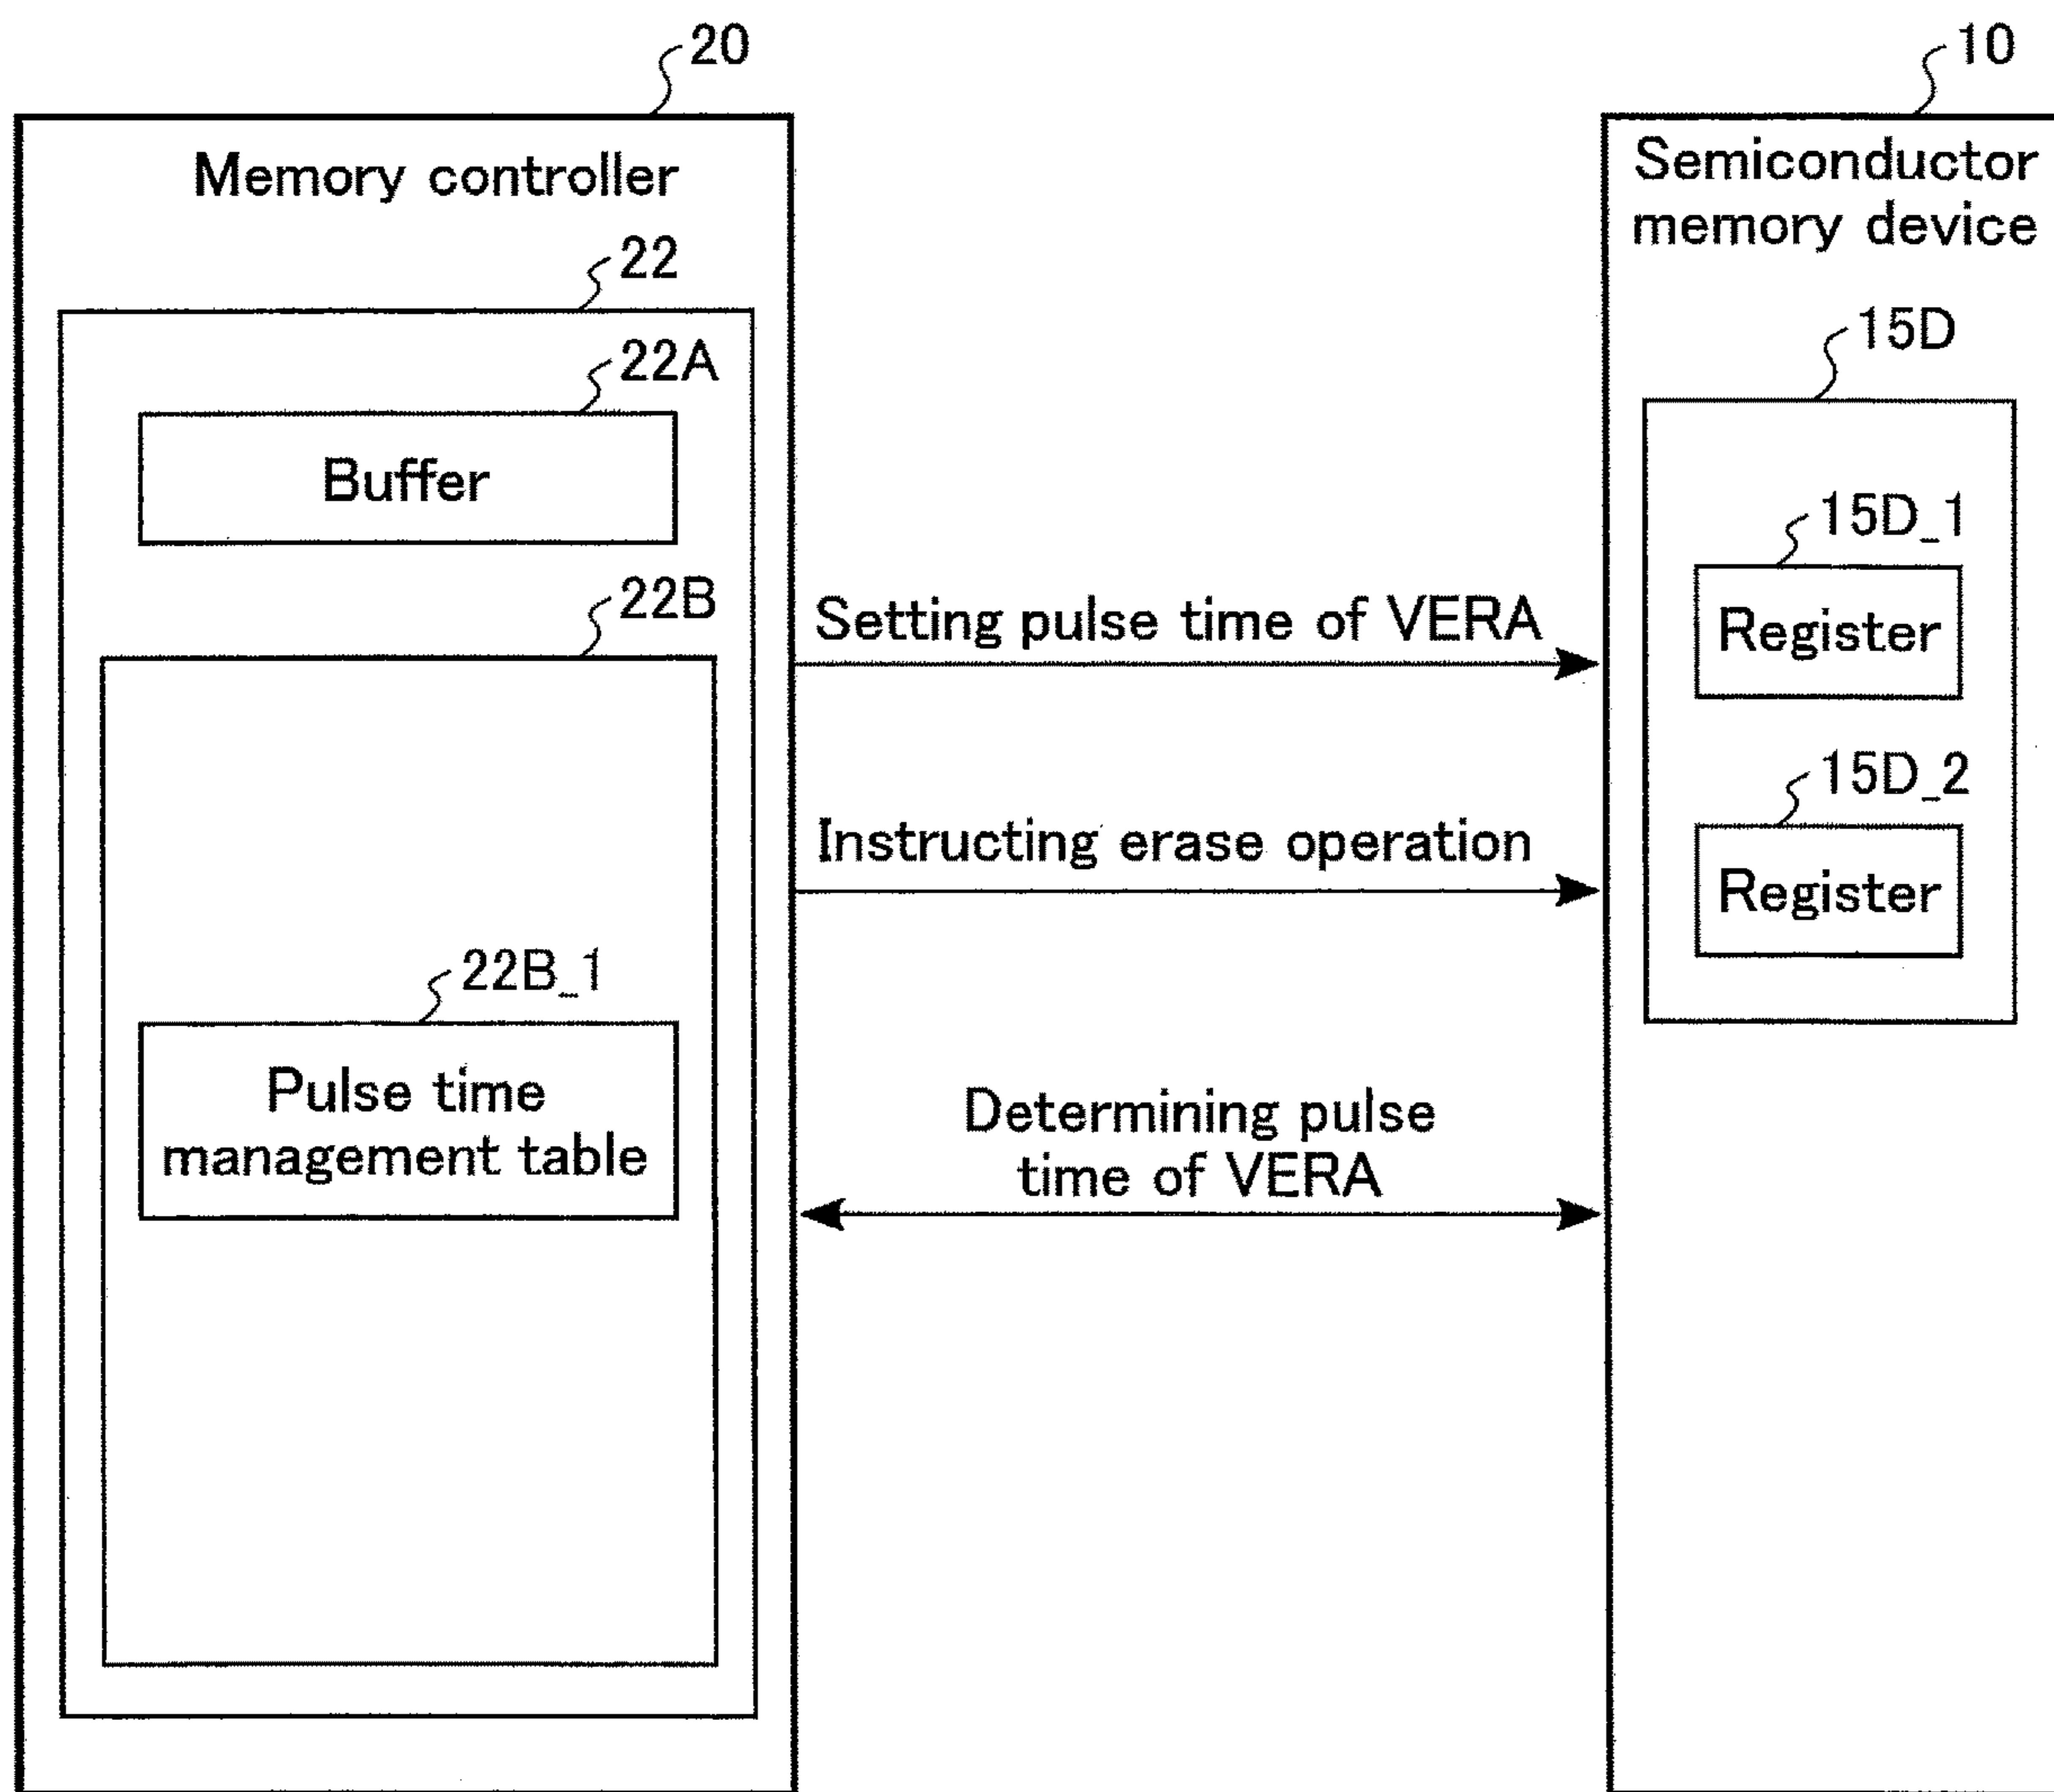 20
10
Memory controller
Semiconductor
memory device
22
22A
Buffer
22B
22B_1
Pulse time
management table
Setting pulse time of VERA
Instructing erase operation
Determining pulse
time of VERA
15D
15D_1
Register
15D_2
Register